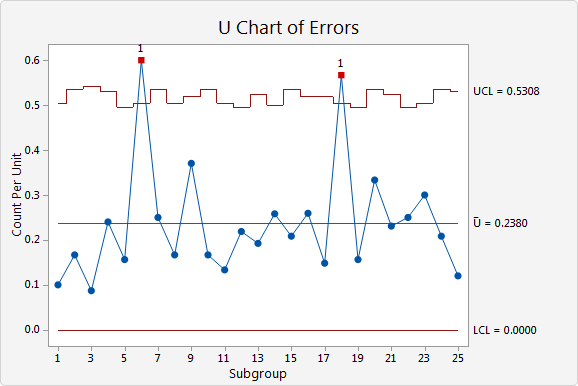 U Chart of Errors
0.6
0.5
0.4
0.3
0.2
0.1
0.0
Count Per Unit
1
1
UCL = 0.5308
Ū = 0.2380
LCL = 0.0000
1 3 5 7 9 11 13 15 17 19 21 23 25
Subgroup